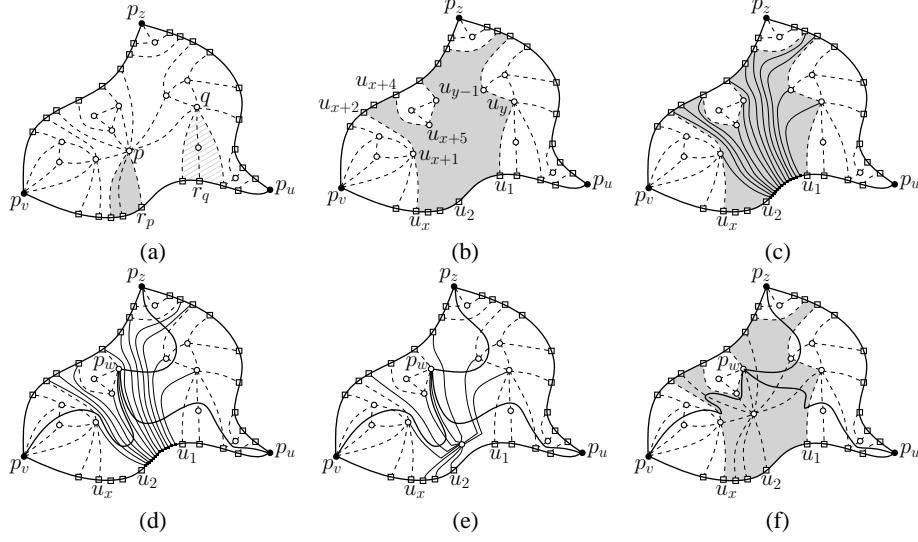 p_z
q
p
p_v
r_p
r_q
p_u
(a)
p_z
u_{x+4}
u_{x+2}
u_{y-1}
u_y
u_{x+5}
u_{x+1}
p_v
u_x
u_2
u_1
p_u
(b)
p_z
p_v
u_x
u_2
u_1
p_u
(c)
p_z
p_w
p_v
u_x
u_2
u_1
p_u
(d)
p_z
p_w
p_v
u_x
u_2
u_1
p_u
(e)
p_z
p_w
p_v
u_x
u_2
u_1
p_u
(f)